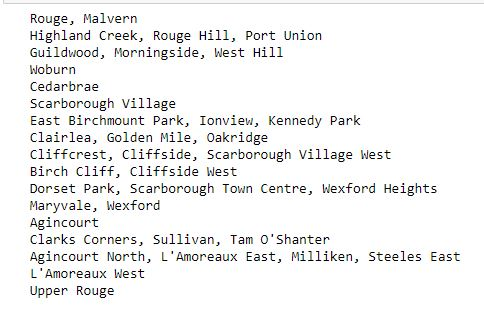 Rouge, Malvern
Highland Creek, Rouge Hill, Port Union
Guildwood, Morningside, West Hill
Woburn
Cedarbrae
Scarborough Village
East Birchmount Park, Ionview, Kennedy Park
Clairlea, Golden Mile, Oakridge
Cliffcrest, Cliffside, Scarborough Village West
Birch Cliff, Cliffside West
Dorset Park, Scarborough Town Centre, Wexford Heights
Maryvale, Wexford
Agincourt
Clarks Corners, Sullivan, Tam O'Shanter
Agincourt North, L'Amoreaux East, Milliken, Steeles East
L'Amoreaux West
Upper Rouge